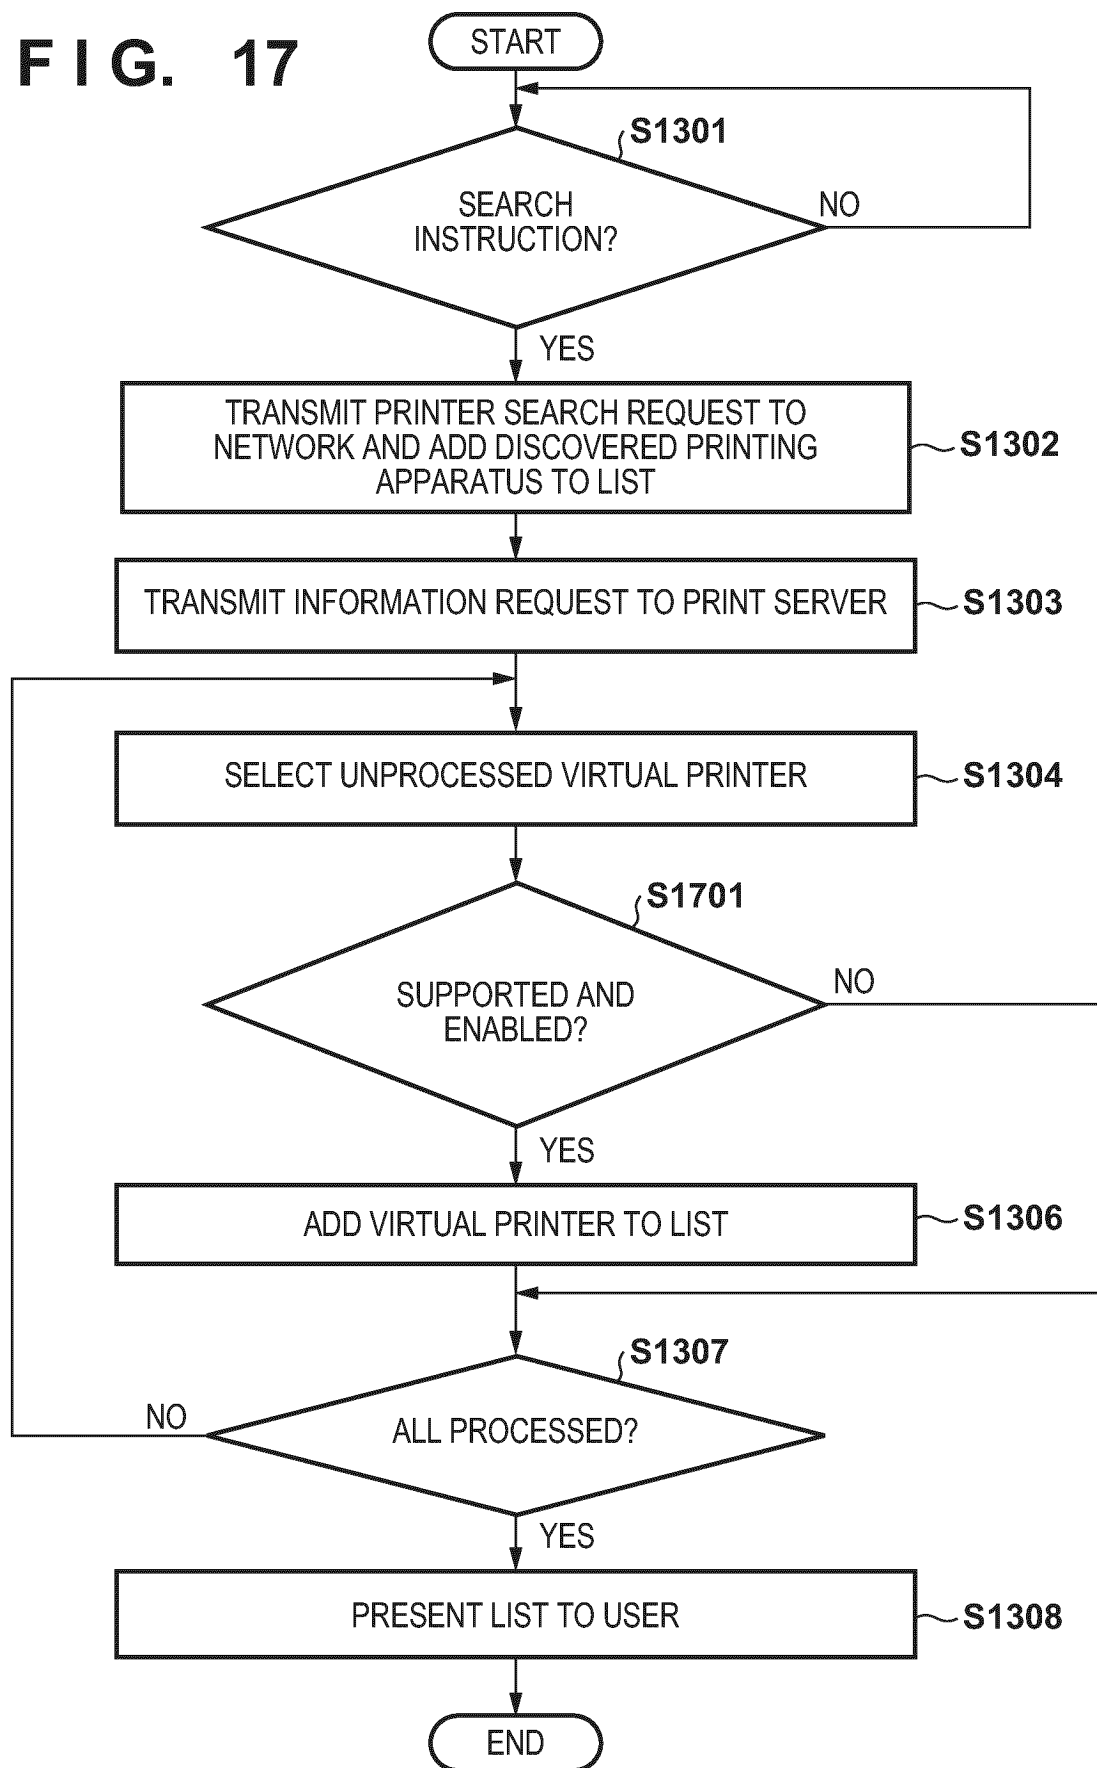 FIG. 17
START
S1301
SEARCH
INSTRUCTION?
NO
YES
TRANSMIT PRINTER SEARCH REQUEST TO
NETWORK AND ADD DISCOVERED PRINTING
APPARATUS TO LIST
S1302
TRANSMIT INFORMATION REQUEST TO PRINT SERVER
S1303
SELECT UNPROCESSED VIRTUAL PRINTER
S1304
S1701
SUPPORTED AND
ENABLED?
NO
YES
ADD VIRTUAL PRINTER TO LIST
S1306
S1307
ALL PROCESSED?
NO
YES
PRESENT LIST TO USER
S1308
END